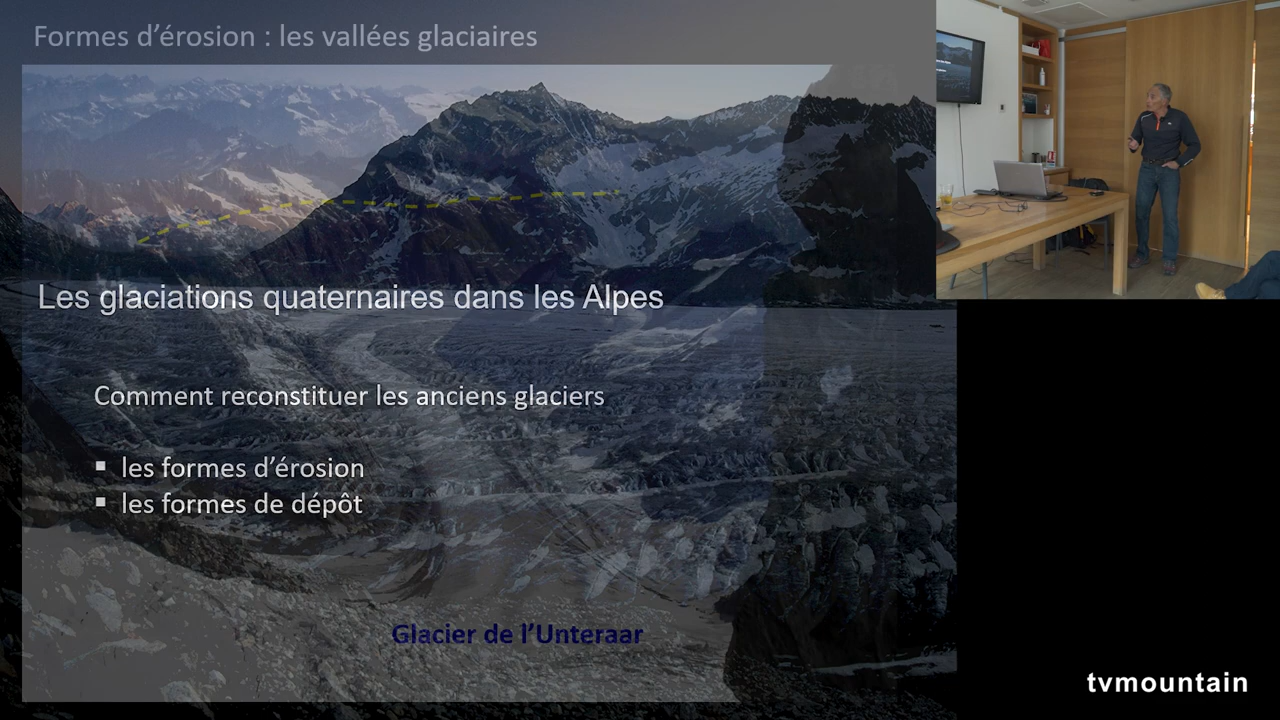 Formes d’érosion : les vallées glaciaires
Les glaciations quaternaires dans les Alpes
Comment reconstituer les anciens glaciers
▪ les formes d’érosion
▪ les formes de dépôt
Glacier de l’Unteraar
tvmountain